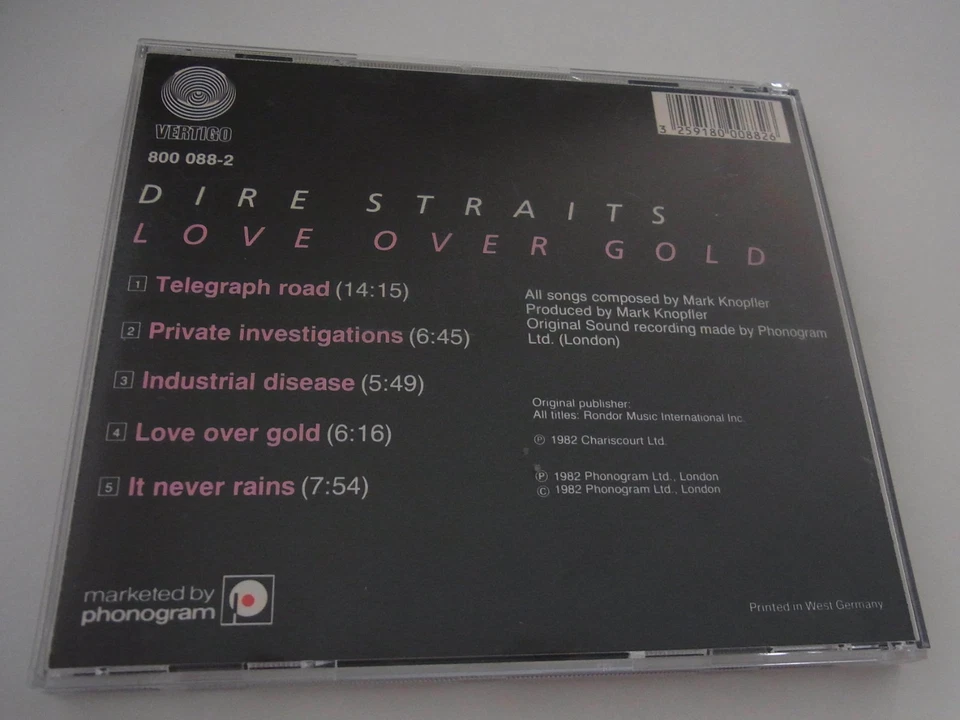 VERTIGO
800 088-2
3 259180 008826
DIRE STRAITS
LOVE OVER GOLD
1 Telegraph road (14:15)
2 Private investigations (6:45)
3 Industrial disease (5:49)
4 Love over gold (6:16)
5 It never rains (7:54)
All songs composed by Mark Knopfler
Produced by Mark Knopfler
Original Sound recording made by Phonogram
Ltd. (London)
Original publisher:
All titles: Rondor Music International Inc.
℗ 1982 Chariscourt Ltd.
℗ 1982 Phonogram Ltd., London
© 1982 Phonogram Ltd., London
marketed by
phonogram
p
Printed in West Germany